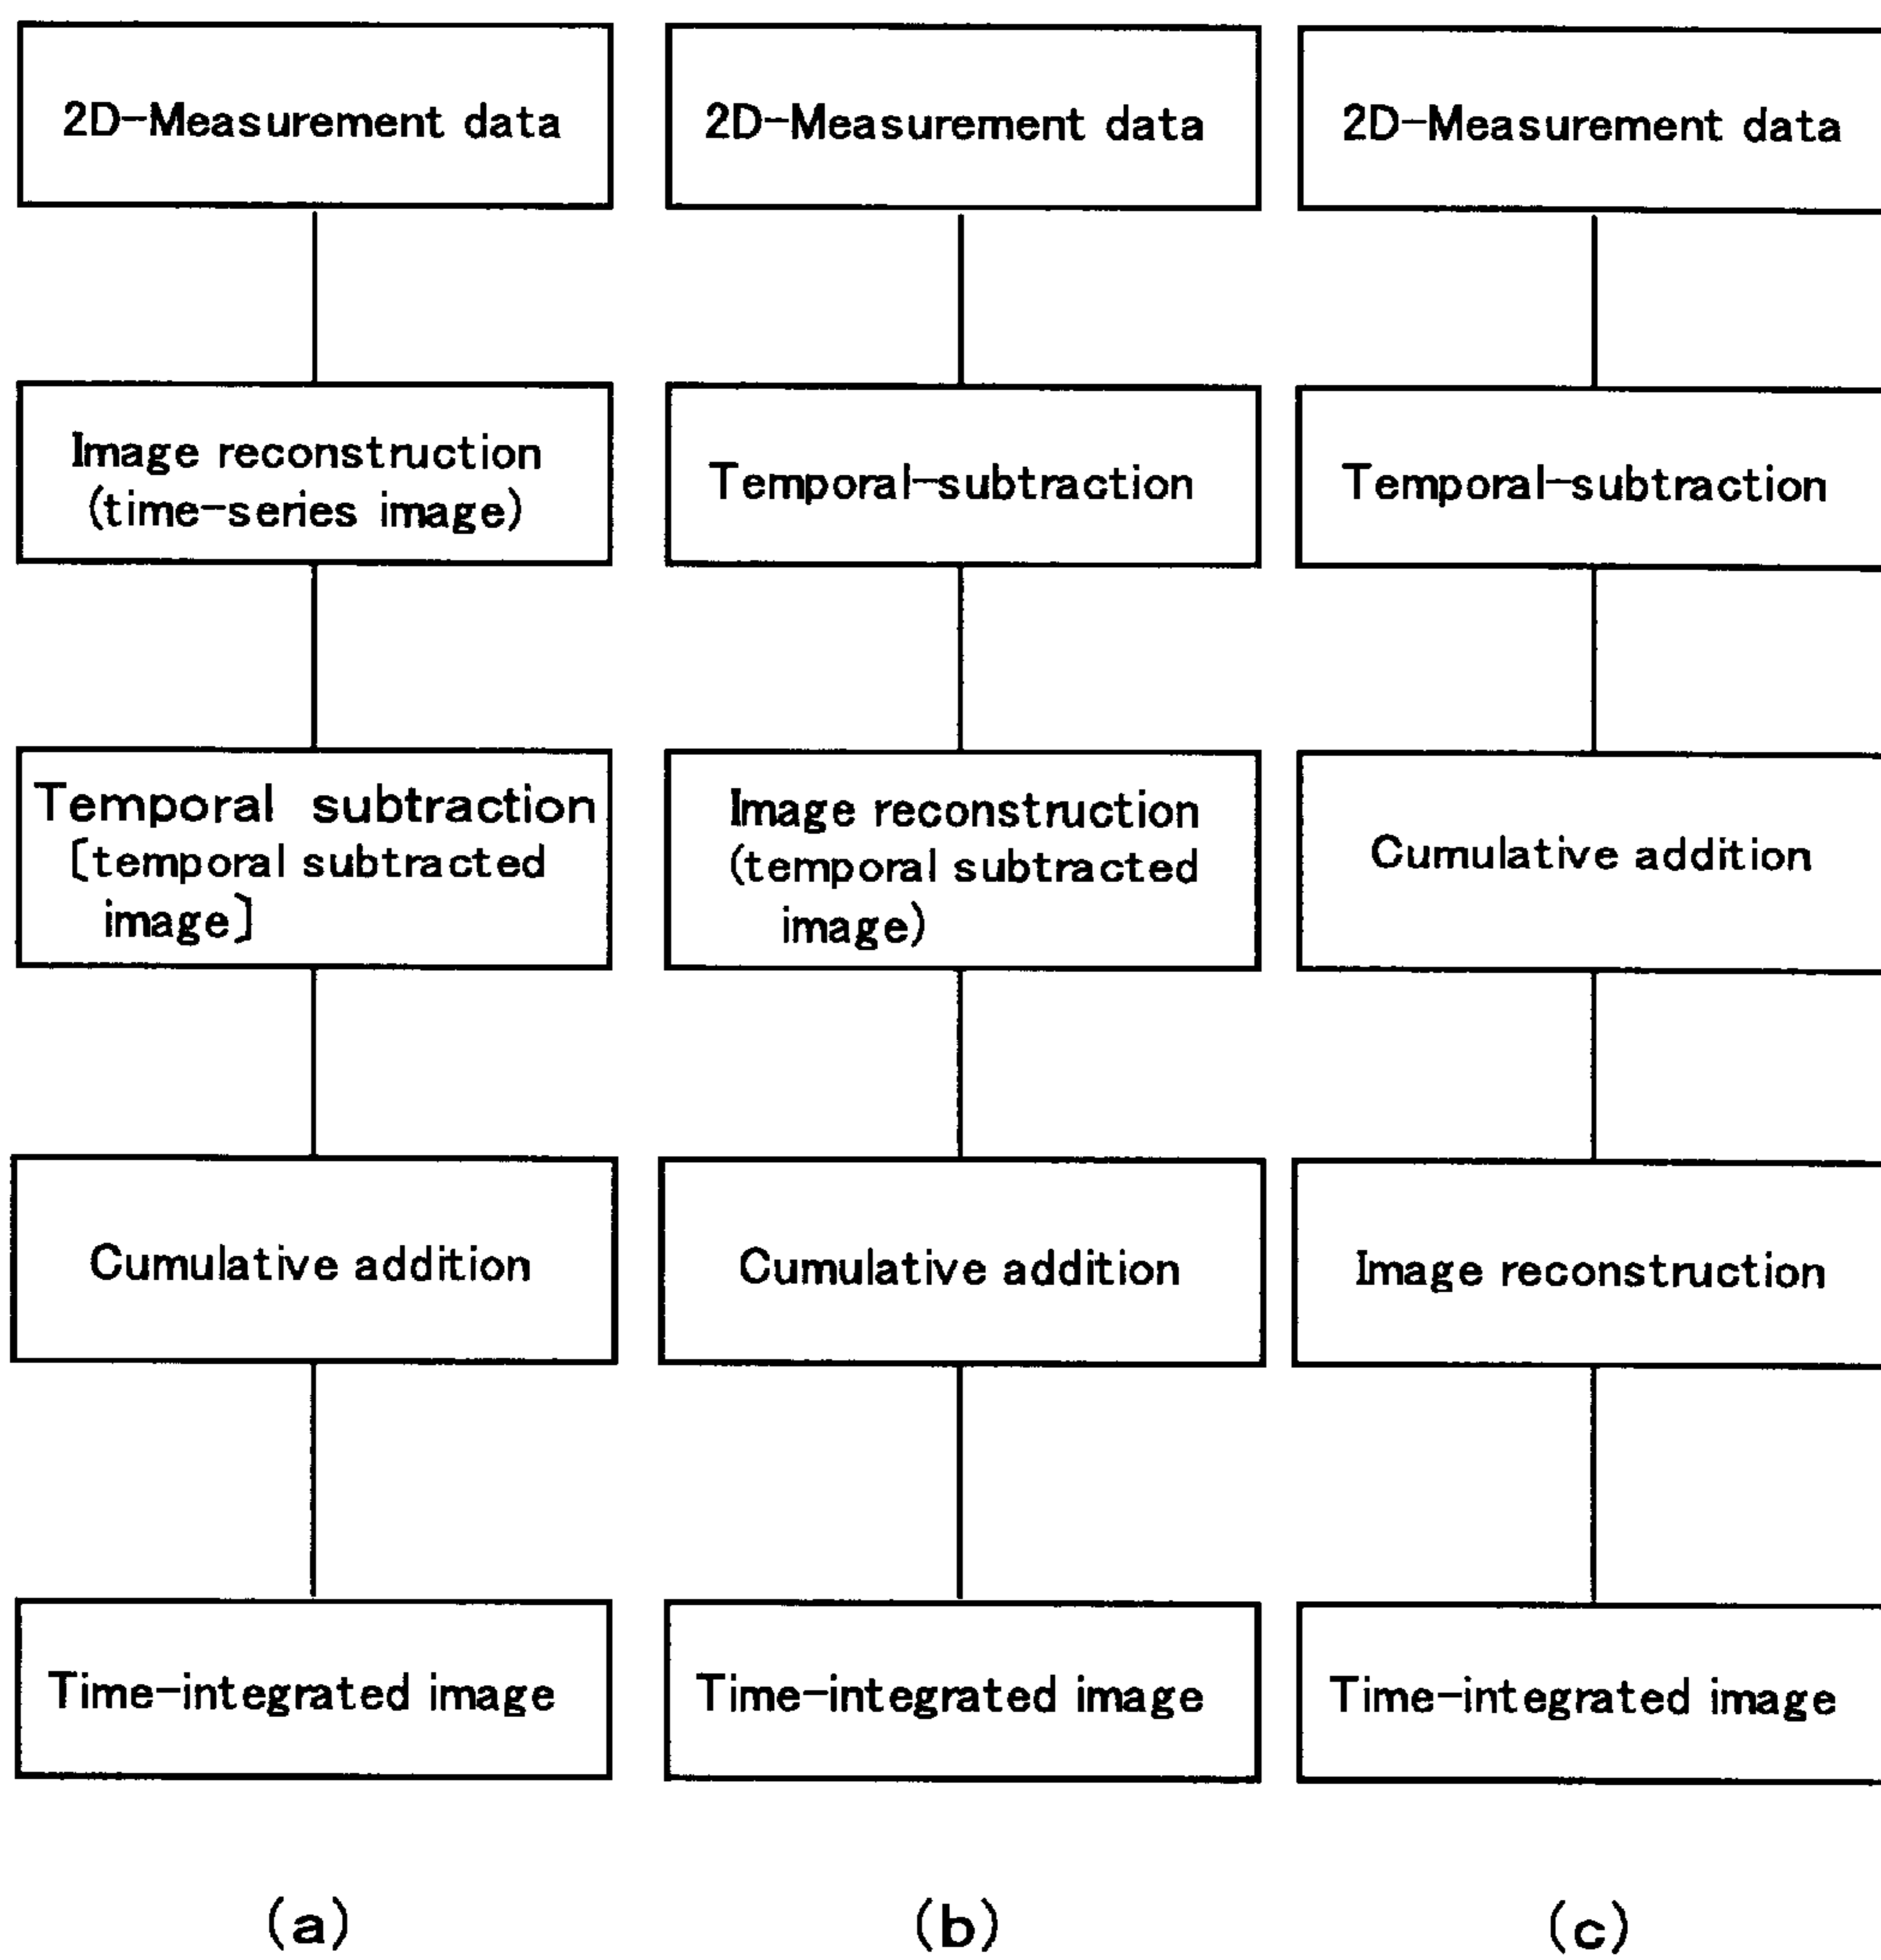 2D-Measurement data
Image reconstruction
(time-series image)
Temporal subtraction
〔temporal subtracted
image〕
Cumulative addition
Time-integrated image
(a)
2D-Measurement data
Temporal-subtraction
Image reconstruction
(temporal subtracted
image)
Cumulative addition
Time-integrated image
(b)
2D-Measurement data
Temporal-subtraction
Cumulative addition
Image reconstruction
Time-integrated image
(c)